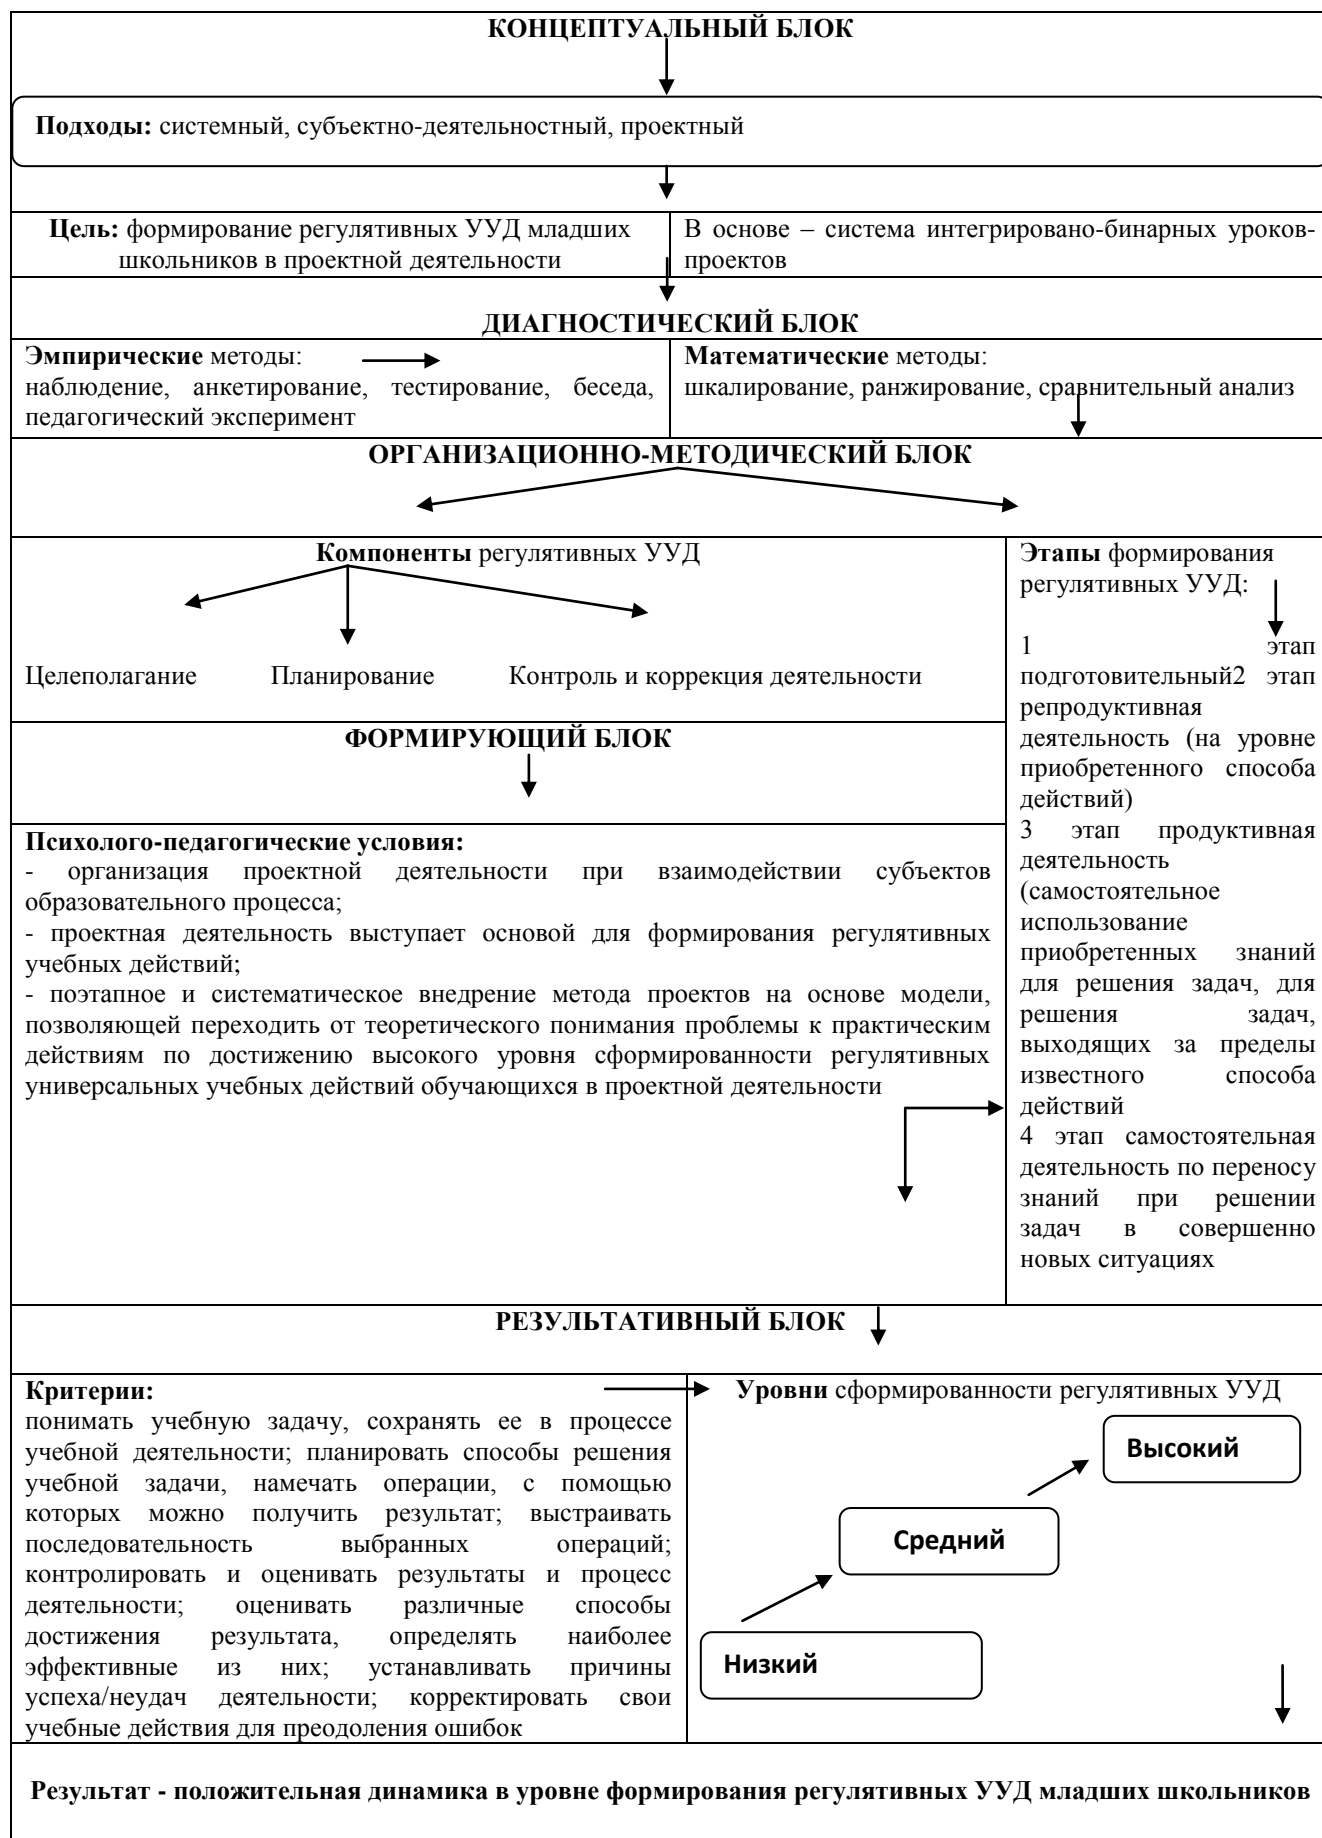 КОНЦЕПТУАЛЬНЫЙ БЛОК
Подходы: системный, субъектно-деятельностный, проектный
Цель: формирование регулятивных УУД младших
школьников в проектной деятельности
В основе – система интегрировано-бинарных уроков-
проектов
ДИАГНОСТИЧЕСКИЙ БЛОК
Эмпирические методы:
наблюдение, анкетирование, тестирование, беседа,
педагогический эксперимент
Математические методы:
шкалирование, ранжирование, сравнительный анализ
ОРГАНИЗАЦИОННО-МЕТОДИЧЕСКИЙ БЛОК
Компоненты регулятивных УУД
Целеполагание Планирование Контроль и коррекция деятельности
Этапы формирования
регулятивных УУД:
1 этап
подготовительный2 этап
репродуктивная
деятельность (на уровне
приобретенного способа
действий)
3 этап продуктивная
деятельность
(самостоятельное
использование
приобретенных знаний
для решения задач, для
решения задач,
выходящих за пределы
известного способа
действий
4 этап самостоятельная
деятельность по переносу
знаний при решении
задач в совершенно
новых ситуациях
ФОРМИРУЮЩИЙ БЛОК
Психолого-педагогические условия:
- организация проектной деятельности при взаимодействии субъектов
образовательного процесса;
- проектная деятельность выступает основой для формирования регулятивных
учебных действий;
- поэтапное и систематическое внедрение метода проектов на основе модели,
позволяющей переходить от теоретического понимания проблемы к практическим
действиям по достижению высокого уровня сформированности регулятивных
универсальных учебных действий обучающихся в проектной деятельности
РЕЗУЛЬТАТИВНЫЙ БЛОК
Критерии:
понимать учебную задачу, сохранять ее в процессе
учебной деятельности; планировать способы решения
учебной задачи, намечать операции, с помощью
которых можно получить результат; выстраивать
последовательность выбранных операций;
контролировать и оценивать результаты и процесс
деятельности; оценивать различные способы
достижения результата, определять наиболее
эффективные из них; устанавливать причины
успеха/неудач деятельности; корректировать свои
учебные действия для преодоления ошибок
Уровни сформированности регулятивных УУД
Высокий
Средний
Низкий
Результат - положительная динамика в уровне формирования регулятивных УУД младших школьников